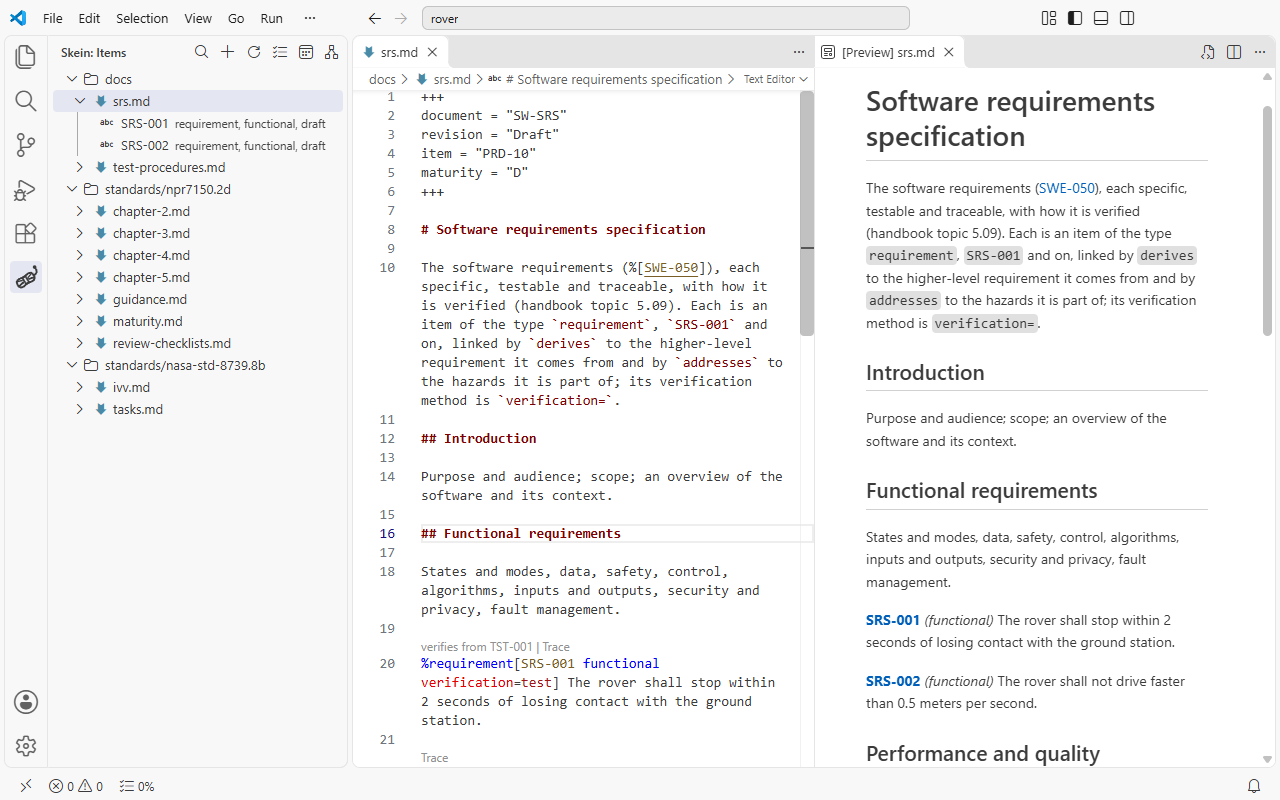 File Edit Selection View Go Run ···
rover
Skein: Items
docs
srs.md
abc SRS-001 requirement, functional, draft
abc SRS-002 requirement, functional, draft
test-procedures.md
standards/npr7150.2d
chapter-2.md
chapter-3.md
chapter-4.md
chapter-5.md
guidance.md
maturity.md
review-checklists.md
standards/nasa-std-8739.8b
ivv.md
tasks.md
srs.md
docs > srs.md > abc # Software requirements specification > Text Editor
1 +++
2 document = "SW-SRS"
3 revision = "Draft"
4 item = "PRD-10"
5 maturity = "D"
6 +++
7
8 # Software requirements specification
9
10 The software requirements (%[SWE-050]), each
specific, testable and traceable, with how it
is verified (handbook topic 5.09). Each is an
item of the type `requirement`, `SRS-001` and
on, linked by `derives` to the higher-level
requirement it comes from and by `addresses` to
the hazards it is part of; its verification
method is `verification=`.
11
12 ## Introduction
13
14 Purpose and audience; scope; an overview of the
software and its context.
15
16 ## Functional requirements
17
18 States and modes, data, safety, control,
algorithms, inputs and outputs, security and
privacy, fault management.
19
verifies from TST-001 | Trace
20 %requirement[SRS-001 functional
verification=test] The rover shall stop within
2 seconds of losing contact with the ground
station.
21
Trace
[Preview] srs.md
Software requirements
specification
The software requirements (SWE-050), each specific,
testable and traceable, with how it is verified
(handbook topic 5.09). Each is an item of the type
requirement, SRS-001 and on, linked by derives
to the higher-level requirement it comes from and by
addresses to the hazards it is part of; its verification
method is verification=.
Introduction
Purpose and audience; scope; an overview of the
software and its context.
Functional requirements
States and modes, data, safety, control, algorithms,
inputs and outputs, security and privacy, fault
management.
SRS-001 (functional) The rover shall stop within 2
seconds of losing contact with the ground station.
SRS-002 (functional) The rover shall not drive faster
than 0.5 meters per second.
Performance and quality
0 0 0%